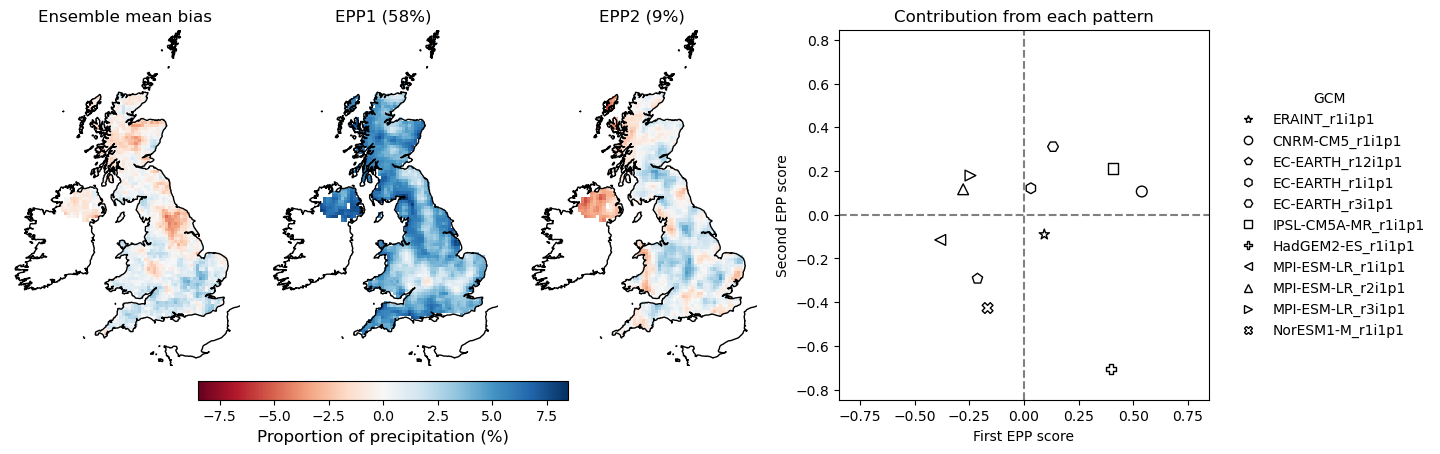 Ensemble mean bias
EPP1 (58%)
EPP2 (9%)
−7.5
−5.0
−2.5
0.0
2.5
5.0
7.5
Proportion of precipitation (%)
Contribution from each pattern
Second EPP score
0.8
0.6
0.4
0.2
0.0
−0.2
−0.4
−0.6
−0.8
−0.75
−0.50
−0.25
0.00
0.25
0.50
0.75
First EPP score
GCM
ERAINT_r1i1p1
CNRM-CM5_r1i1p1
EC-EARTH_r12i1p1
EC-EARTH_r1i1p1
EC-EARTH_r3i1p1
IPSL-CM5A-MR_r1i1p1
HadGEM2-ES_r1i1p1
MPI-ESM-LR_r1i1p1
MPI-ESM-LR_r2i1p1
MPI-ESM-LR_r3i1p1
NorESM1-M_r1i1p1